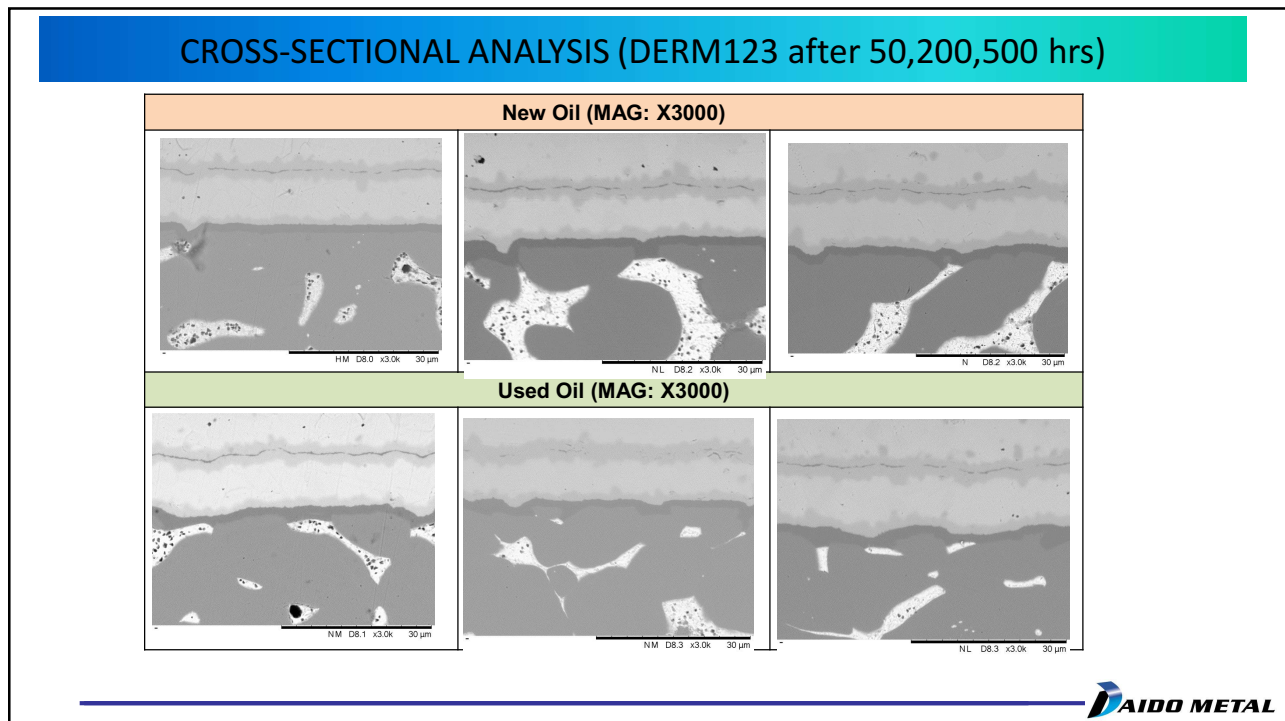 CROSS-SECTIONAL ANALYSIS (DERM123 after 50,200,500 hrs)
New Oil (MAG: X3000)
HM D8.0 x3.0k 30 µm
NL D8.2 x3.0k 30 µm
N D8.2 x3.0k 30 µm
Used Oil (MAG: X3000)
NM D8.1 x3.0k 30 µm
NM D8.3 x3.0k 30 µm
NL D8.3 x3.0k 30 µm
DAIDO METAL